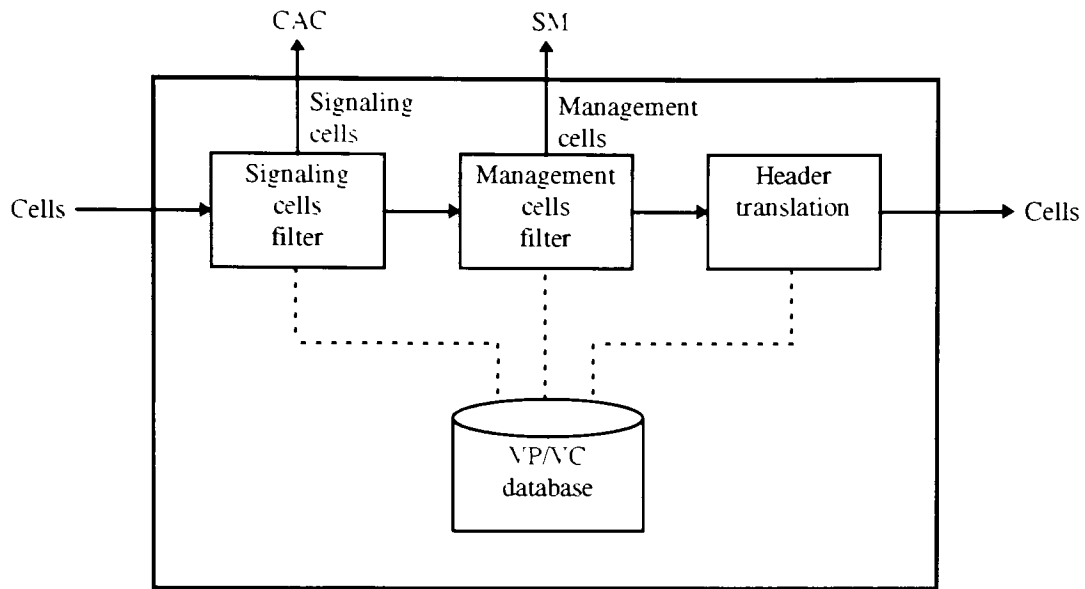 CAC
SM
Signaling
cells
Management
cells
Cells
Signaling
cells
filter
Management
cells
filter
Header
translation
Cells
VP/VC
database